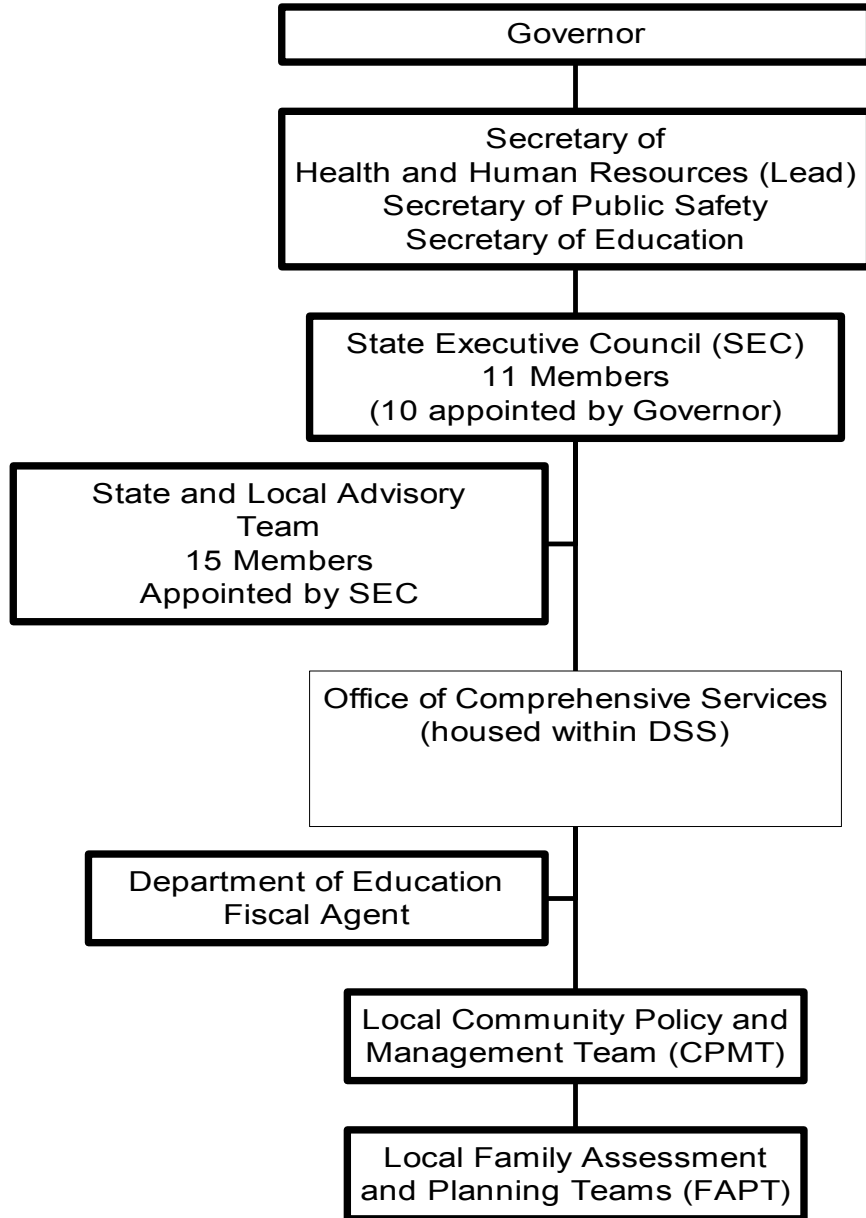 Governor
Secretary of
Health and Human Resources (Lead)
Secretary of Public Safety
Secretary of Education
State Executive Council (SEC)
11 Members
(10 appointed by Governor)
State and Local Advisory
Team
15 Members
Appointed by SEC
Office of Comprehensive Services
(housed within DSS)
Department of Education
Fiscal Agent
Local Community Policy and
Management Team (CPMT)
Local Family Assessment
and Planning Teams (FAPT)